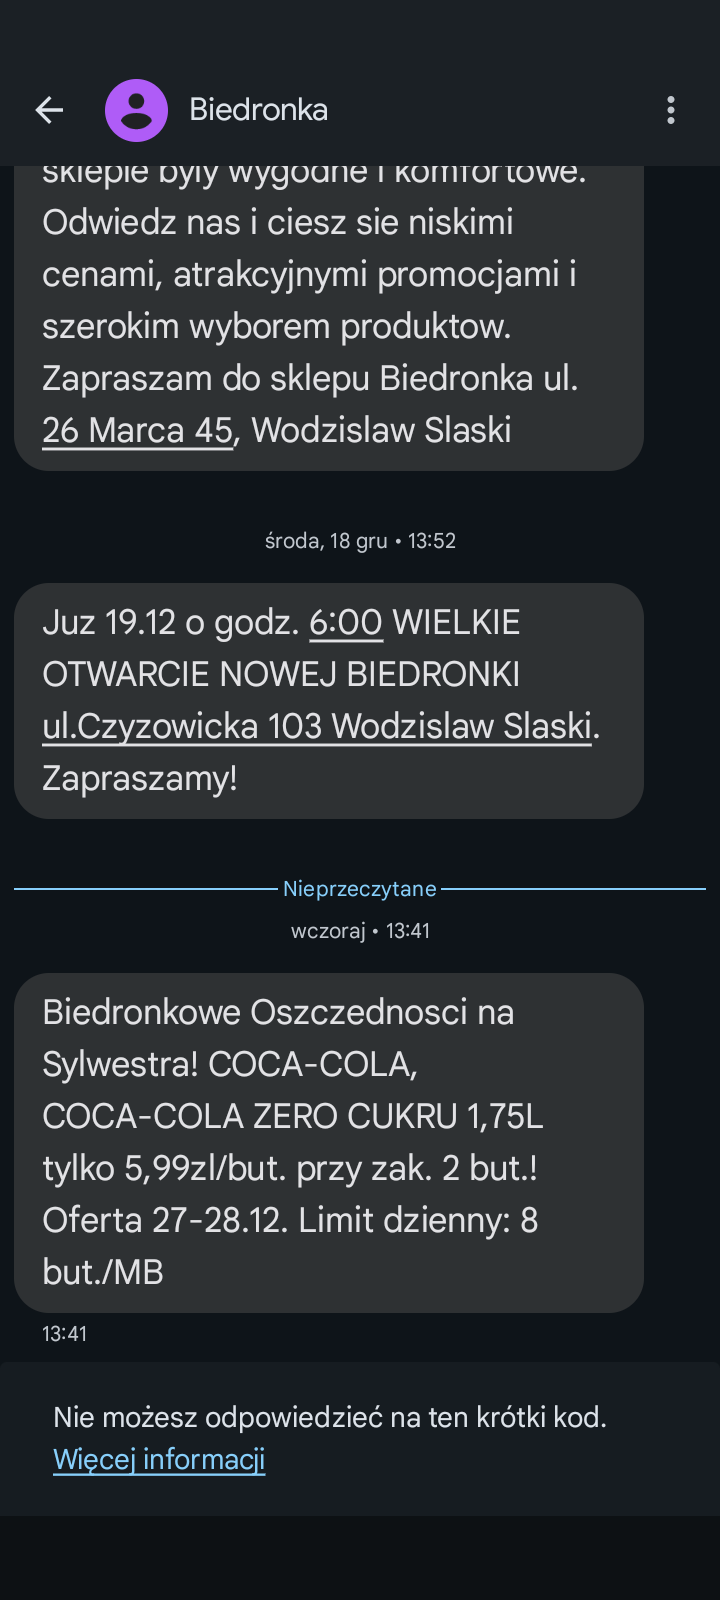 Biedronka
sklepie byly wygodne i komfortowe.
Odwiedz nas i ciesz sie niskimi
cenami, atrakcyjnymi promocjami i
szerokim wyborem produktow.
Zapraszam do sklepu Biedronka ul.
26 Marca 45, Wodzislaw Slaski
środa, 18 gru • 13:52
Juz 19.12 o godz. 6:00 WIELKIE
OTWARCIE NOWEJ BIEDRONKI
ul.Czyzowicka 103 Wodzislaw Slaski.
Zapraszamy!
Nieprzeczytane
wczoraj • 13:41
Biedronkowe Oszczednosci na
Sylwestra! COCA-COLA,
COCA-COLA ZERO CUKRU 1,75L
tylko 5,99zl/but. przy zak. 2 but.!
Oferta 27-28.12. Limit dzienny: 8
but./MB
13:41
Nie możesz odpowiedzieć na ten krótki kod.
Więcej informacji